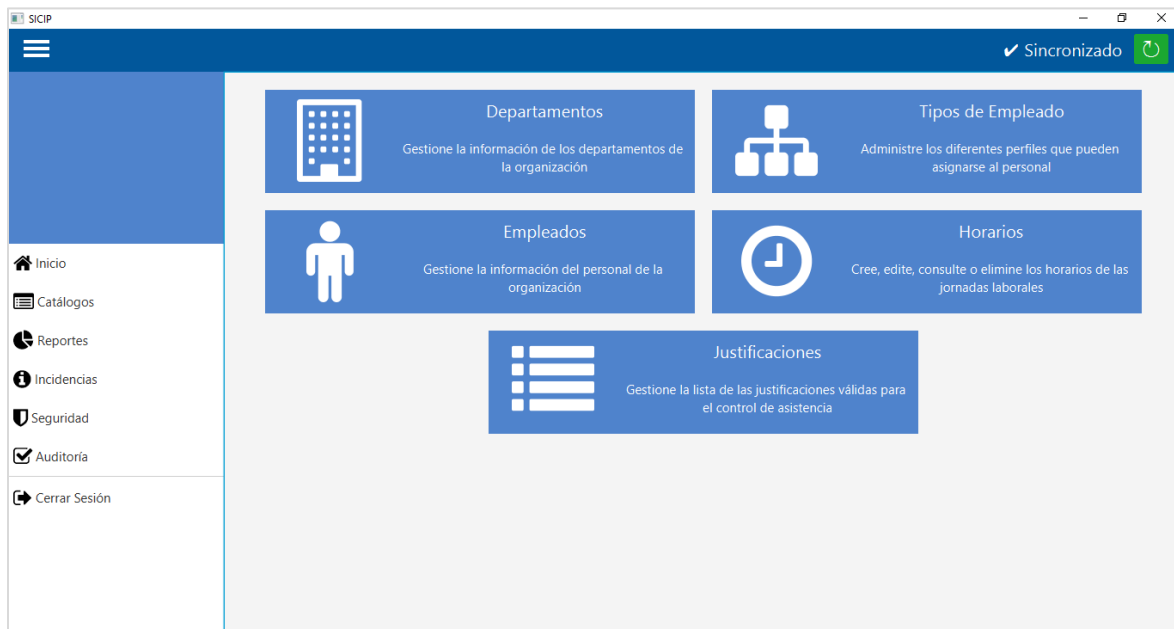 SICIP
✔ Sincronizado
Inicio
Catálogos
Reportes
Incidencias
Seguridad
Auditoría
Cerrar Sesión
Departamentos
Gestione la información de los departamentos de
la organización
Tipos de Empleado
Administre los diferentes perfiles que pueden
asignarse al personal
Empleados
Gestione la información del personal de la
organización
Horarios
Cree, edite, consulte o elimine los horarios de las
jornadas laborales
Justificaciones
Gestione la lista de las justificaciones válidas para
el control de asistencia